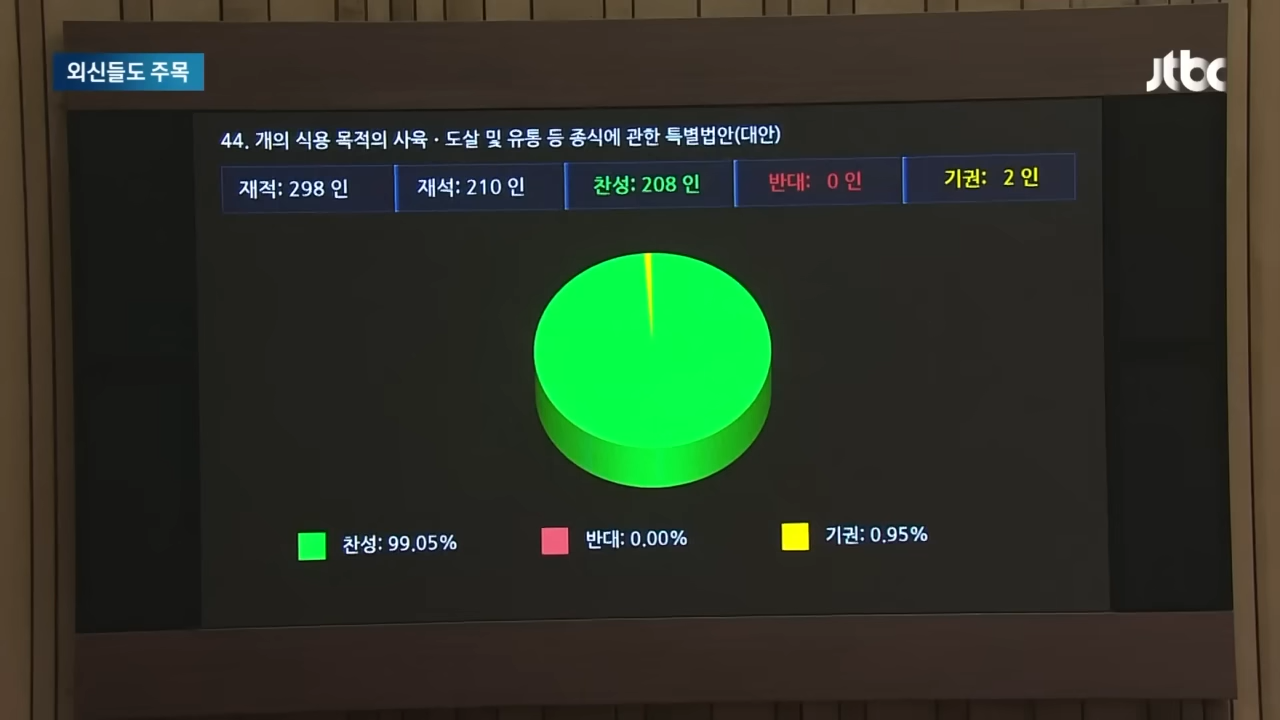 외신들도 주목
jtbc
44. 개의 식용 목적의 사육·도살 및 유통 등 종식에 관한 특별법안(대안)
재적: 298 인 재석: 210 인 찬성: 208 인 반대: 0 인 기권: 2 인
찬성: 99.05% 반대: 0.00% 기권: 0.95%